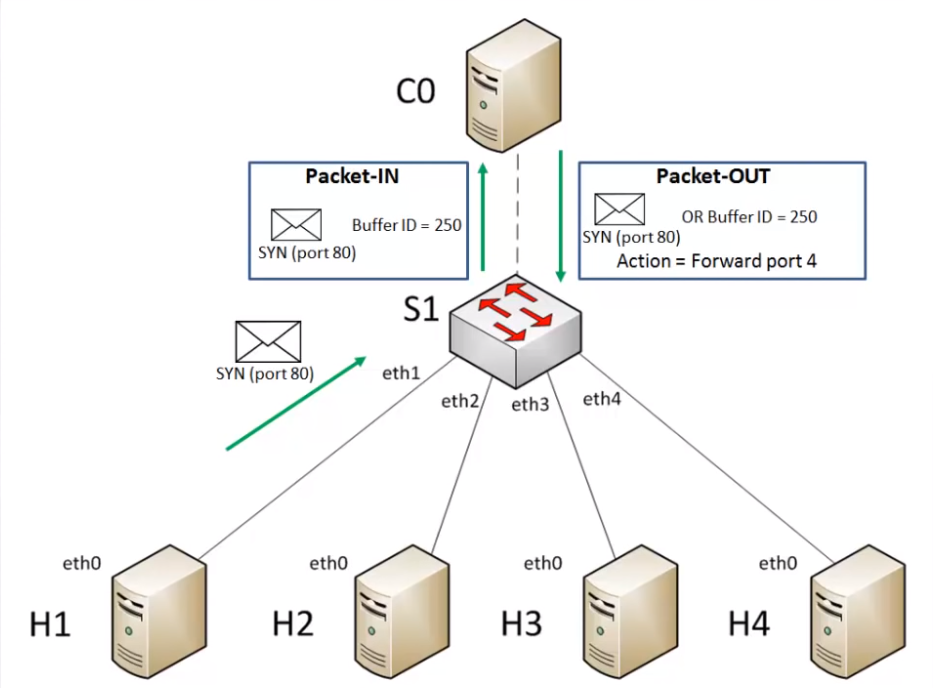 C0
Packet-IN
Buffer ID = 250
SYN (port 80)
Packet-OUT
OR Buffer ID = 250
SYN (port 80)
Action = Forward port 4
S1
SYN (port 80)
eth1
eth2
eth3
eth4
eth0
eth0
eth0
eth0
H1
H2
H3
H4